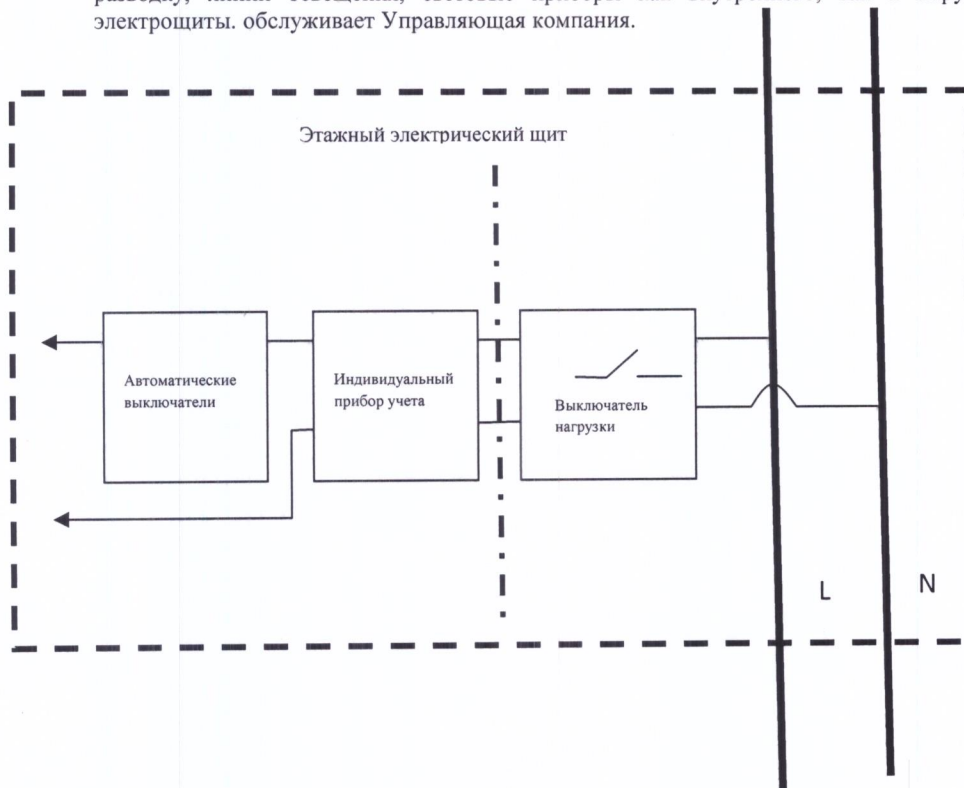 электрощиты. обслуживает Управляющая компания.
Этажный электрический щит
Автоматические
выключатели
Индивидуальный
прибор учета
Выключатель
нагрузки
L
N